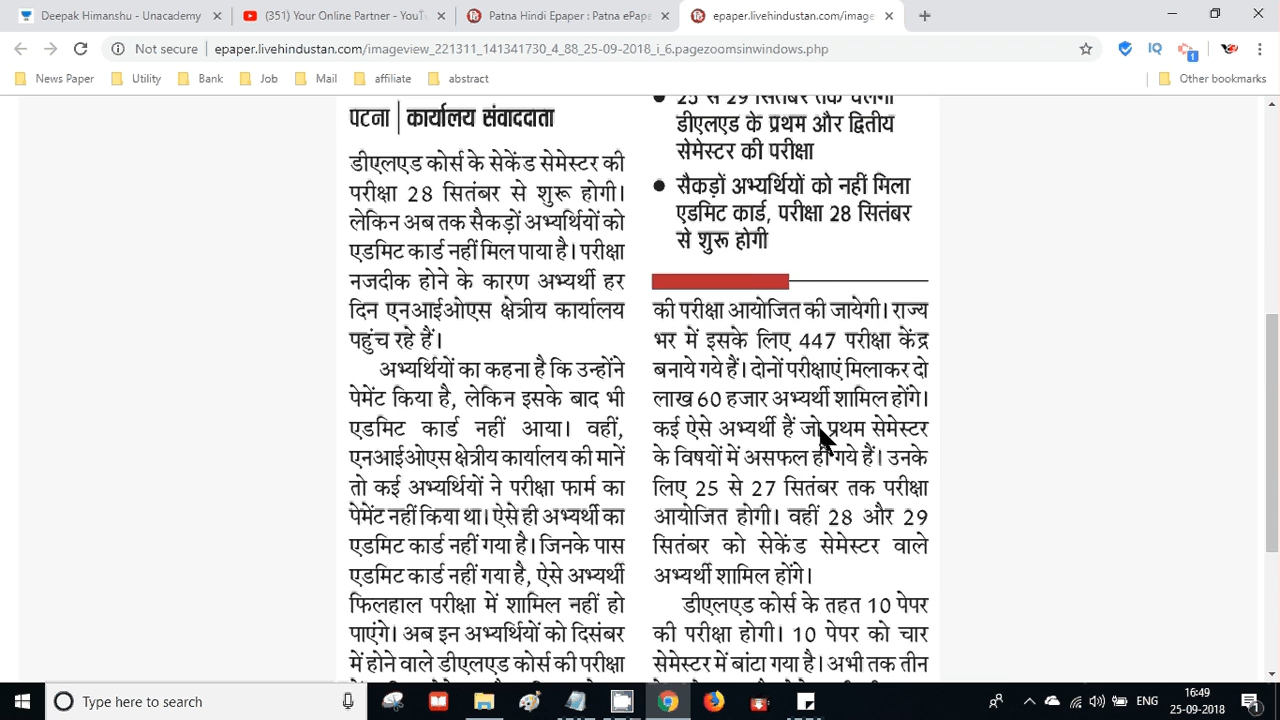 Deepak Himanshu - Unacademy
(351) Your Online Partner - YouT
Patna Hindi Epaper : Patna ePape
epaper.livehindustan.com/image
Not secure
epaper.livehindustan.com/imageview_221311_141341730_4_88_25-09-2018_i_6.pagezoomsinwindows.php
News Paper
Utility
Bank
Job
Mail
affiliate
abstract
Other bookmarks
पटना | कार्यालय संवाददाता
डीएलएड कोर्स के सेकेंड सेमेस्टर की
परीक्षा 28 सितंबर से शुरू होगी।
लेकिन अब तक सैकड़ों अभ्यर्थियों को
एडमिट कार्ड नहीं मिल पाया है। परीक्षा
नजदीक होने के कारण अभ्यर्थी हर
दिन एनआईओएस क्षेत्रीय कार्यालय
पहुंच रहे हैं।
अभ्यर्थियों का कहना है कि उन्होंने
पेमेंट किया है, लेकिन इसके बाद भी
एडमिट कार्ड नहीं आया। वहीं,
एनआईओएस क्षेत्रीय कार्यालय की मानें
तो कई अभ्यर्थियों ने परीक्षा फार्म का
पेमेंट नहीं किया था। ऐसे ही अभ्यर्थी का
एडमिट कार्ड नहीं गया है। जिनके पास
एडमिट कार्ड नहीं गया है, ऐसे अभ्यर्थी
फिलहाल परीक्षा में शामिल नहीं हो
पाएंगे। अब इन अभ्यर्थियों को दिसंबर
में होने वाले डीएलएड कोर्स की परीक्षा
25 से 29 सितंबर तक चलेगी
डीएलएड के प्रथम और द्वितीय
सेमेस्टर की परीक्षा
सैकड़ों अभ्यर्थियों को नहीं मिला
एडमिट कार्ड, परीक्षा 28 सितंबर
से शुरू होगी
की परीक्षा आयोजित की जायेगी। राज्य
भर में इसके लिए 447 परीक्षा केंद्र
बनाये गये हैं। दोनों परीक्षाएं मिलाकर दो
लाख 60 हजार अभ्यर्थी शामिल होंगे।
कई ऐसे अभ्यर्थी हैं जो प्रथम सेमेस्टर
के विषयों में असफल हो गये हैं। उनके
लिए 25 से 27 सितंबर तक परीक्षा
आयोजित होगी। वहीं 28 और 29
सितंबर को सेकेंड सेमेस्टर वाले
अभ्यर्थी शामिल होंगे।
डीएलएड कोर्स के तहत 10 पेपर
की परीक्षा होगी। 10 पेपर को चार
सेमेस्टर में बांटा गया है। अभी तक तीन
Type here to search
ENG
16:49
25-09-2018